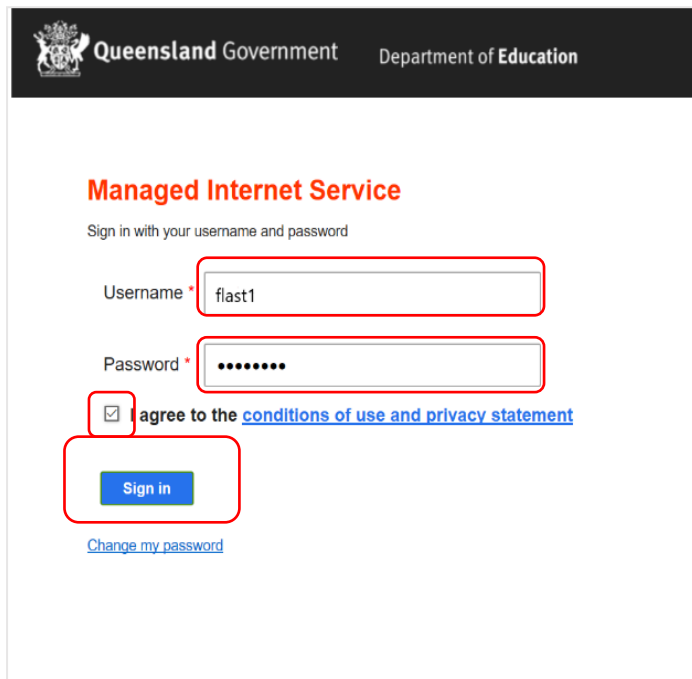 Queensland Government Department of Education
Managed Internet Service
Sign in with your username and password
Username * flast1
Password * ••••••••
I agree to the conditions of use and privacy statement
Sign in
Change my password